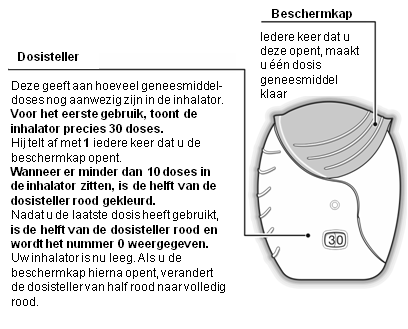 Beschermkap
Iedere keer dat u
deze opent, maakt
u één dosis
geneesmiddel
klaar
Dosisteller
Deze geeft aan hoeveel geneesmiddel-
doses nog aanwezig zijn in de inhalator.
Voor het eerste gebruik, toont de
inhalator precies 30 doses.
Hij telt af met 1 iedere keer dat u de
beschermkap opent.
Wanneer er minder dan 10 doses in
de inhalator zitten, is de helft van de
dosisteller rood gekleurd.
Nadat u de laatste dosis heeft gebruikt,
is de helft van de dosisteller rood en
wordt het nummer 0 weergegeven.
Uw inhalator is nu leeg. Als u de
beschermkap hierna opent, verandert
de dosisteller van half rood naar volledig
rood.
30